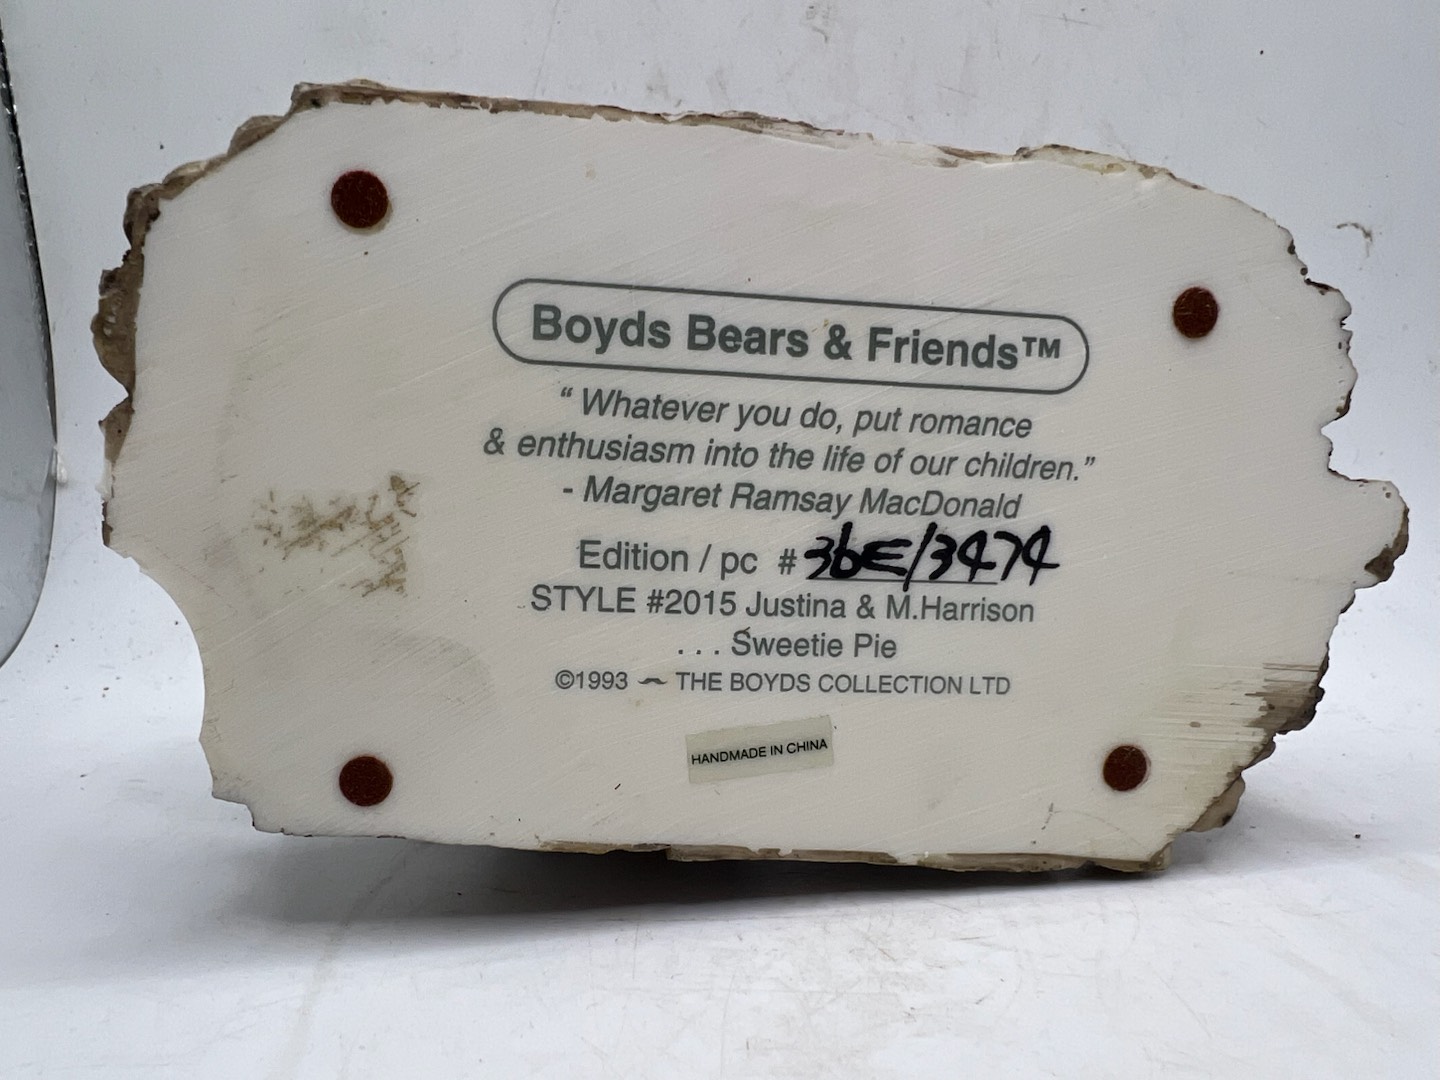 Boyds Bears & Friends™
“ Whatever you do, put romance
& enthusiasm into the life of our children.”
- Margaret Ramsay MacDonald
Edition / pc # 36E/3474
STYLE #2015 Justina & M.Harrison
. . . Sweetie Pie
©1993 THE BOYDS COLLECTION LTD
HANDMADE IN CHINA